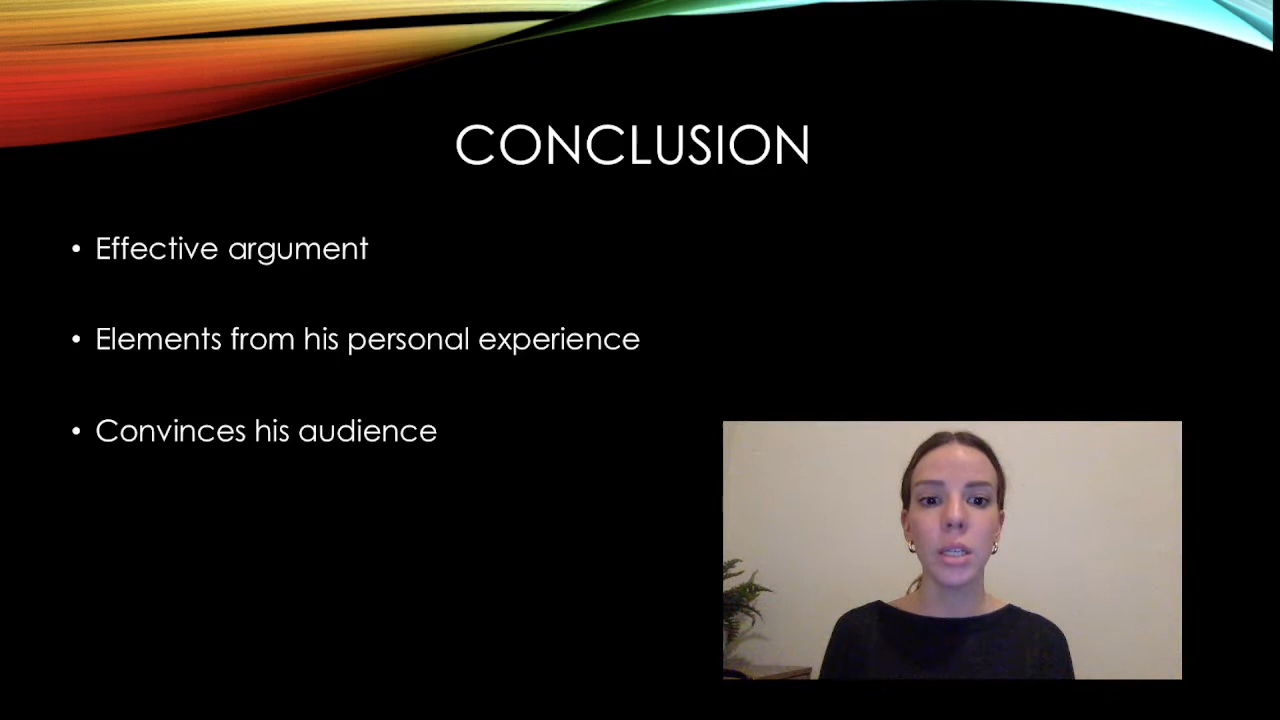 CONCLUSION
• Effective argument
• Elements from his personal experience
• Convinces his audience